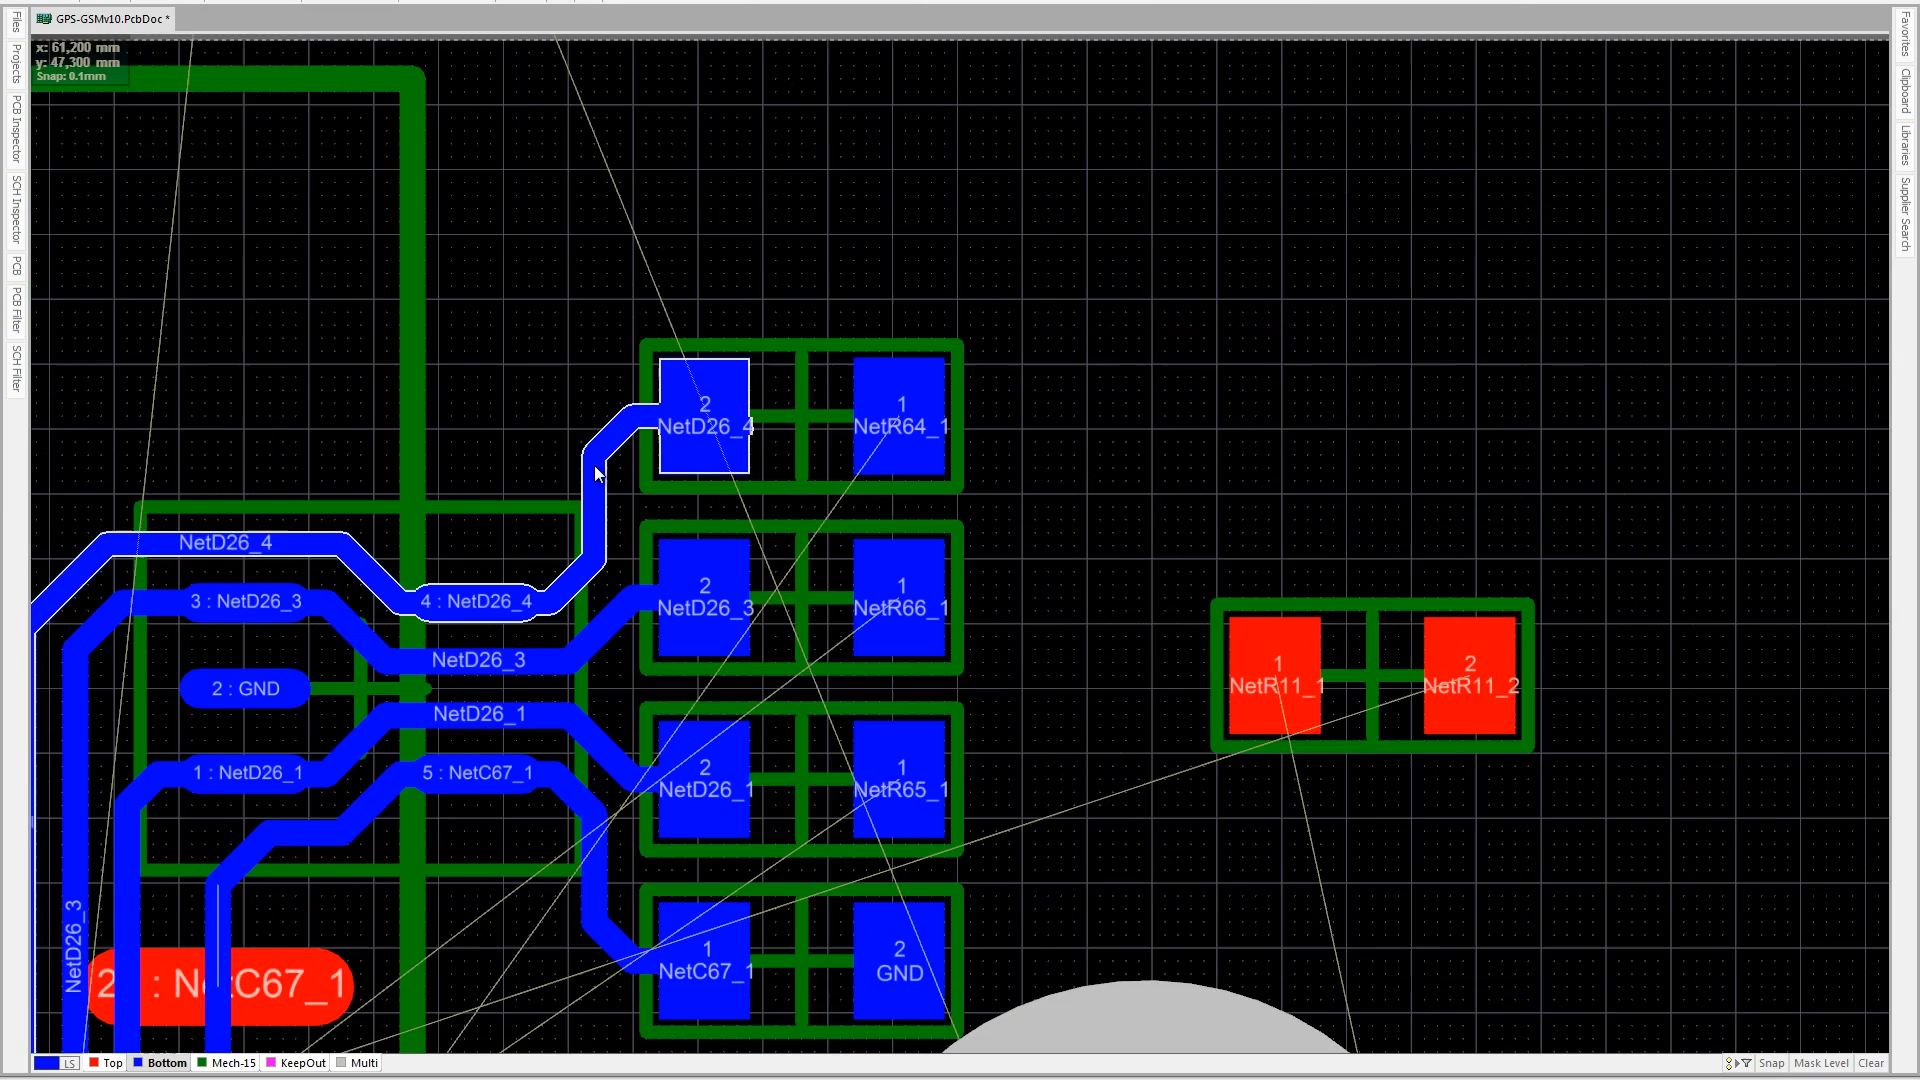 GPS-GSMv10.PcbDoc *
Files
Projects
PCB Inspector
SCH Inspector
PCB
PCB Filter
SCH Filter
Favorites
Clipboard
Libraries
Supplier Search
x: 61,200 mm
y: 47,300 mm
Snap: 0.1mm
2
NetD26_4
1
NetR64_1
NetD26_4
3 : NetD26_3
4 : NetD26_4
2
NetD26_3
1
NetR66_1
NetD26_3
2 : GND
NetD26_1
1
NetR11_1
2
NetR11_2
1 : NetD26_1
5 : NetC67_1
2
NetD26_1
1
NetR65_1
NetD26_3
: NetC67_1
1
NetC67_1
2
GND
LS
Top
Bottom
Mech-15
KeepOut
Multi
Snap
Mask Level
Clear